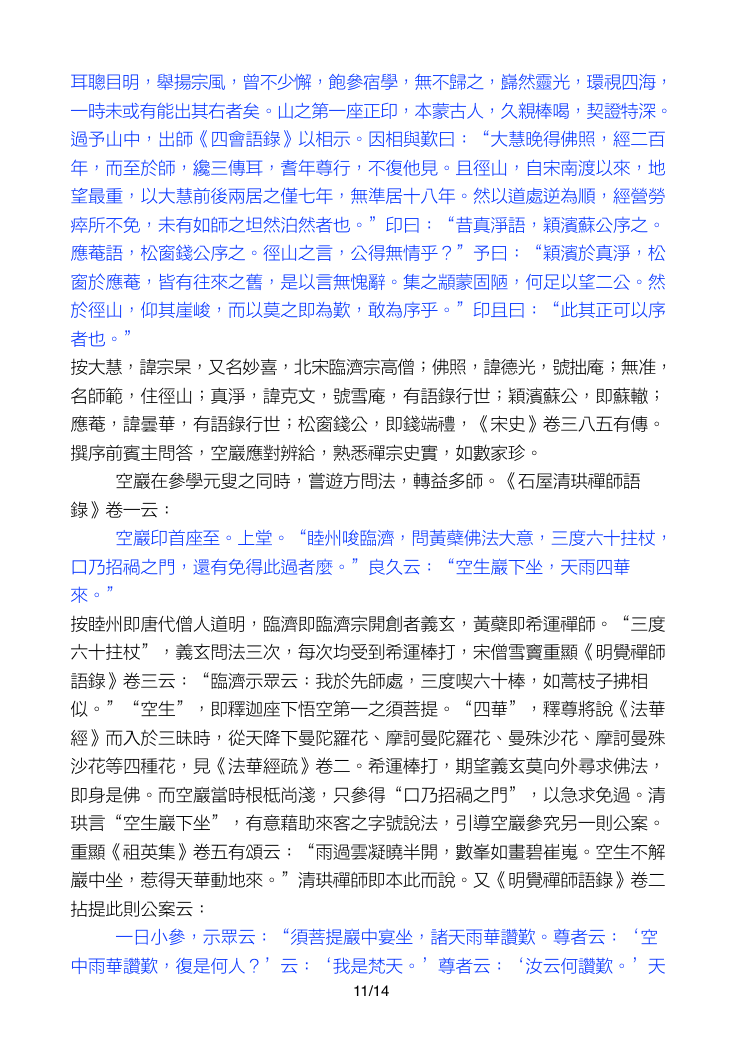 耳聰目明，舉揚宗風，曾不少懈，飽參宿學，無不歸之，巋然靈光，環視四海，
一時未或有能出其右者矣。山之第一座正印，本蒙古人，久親棒喝，契證特深。
過予山中，出師《四會語錄》以相示。因相與歎曰：“大慧晚得佛照，經二百
年，而至於師，纔三傳耳，耆年尊行，不復他見。且徑山，自宋南渡以來，地
望最重，以大慧前後兩居之僅七年，無準居十八年。然以道處逆為順，經營勞
瘁所不免，未有如師之坦然泊然者也。”印曰：“昔真淨語，穎濱蘇公序之。
應菴語，松窗錢公序之。徑山之言，公得無情乎？”予曰：“穎濱於真淨，松
窗於應菴，皆有往來之舊，是以言無愧辭。集之顓蒙固陋，何足以望二公。然
於徑山，仰其崖峻，而以莫之即為歉，敢為序乎。”印且曰：“此其正可以序
者也。”
按大慧，諱宗杲，又名妙喜，北宋臨濟宗高僧；佛照，諱德光，號拙庵；無准，
名師範，住徑山；真淨，諱克文，號雪庵，有語錄行世；穎濱蘇公，即蘇轍；
應菴，諱曇華，有語錄行世；松窗錢公，即錢端禮，《宋史》卷三八五有傳。
撰序前賓主問答，空巖應對辨給，熟悉禪宗史實，如數家珍。
空巖在參學元叟之同時，嘗遊方問法，轉益多師。《石屋清珙禪師語
錄》卷一云：
空巖印首座至。上堂。“睦州唆臨濟，問黃蘗佛法大意，三度六十拄杖，
口乃招禍之門，還有免得此過者麼。”良久云：“空生巖下坐，天雨四華
來。”
按睦州即唐代僧人道明，臨濟即臨濟宗開創者義玄，黃蘗即希運禪師。“三度
六十拄杖”，義玄問法三次，每次均受到希運棒打，宋僧雪竇重顯《明覺禪師
語錄》卷三云：“臨濟示眾云：我於先師處，三度喫六十棒，如蒿枝子拂相
似。”“空生”，即釋迦座下悟空第一之須菩提。“四華”，釋尊將說《法華
經》而入於三昧時，從天降下曼陀羅花、摩訶曼陀羅花、曼殊沙花、摩訶曼殊
沙花等四種花，見《法華經疏》卷二。希運棒打，期望義玄莫向外尋求佛法，
即身是佛。而空巖當時根柢尚淺，只參得“口乃招禍之門”，以急求免過。清
珙言“空生巖下坐”，有意藉助來客之字號說法，引導空巖參究另一則公案。
重顯《祖英集》卷五有頌云：“雨過雲凝曉半開，數峯如畫碧崔嵬。空生不解
巖中坐，惹得天華動地來。”清珙禪師即本此而說。又《明覺禪師語錄》卷二
拈提此則公案云：
一日小參，示眾云：“須菩提巖中宴坐，諸天雨華讚歎。尊者云：‘空
中雨華讚歎，復是何人？’云：‘我是梵天。’尊者云：‘汝云何讚歎。’天
11/14